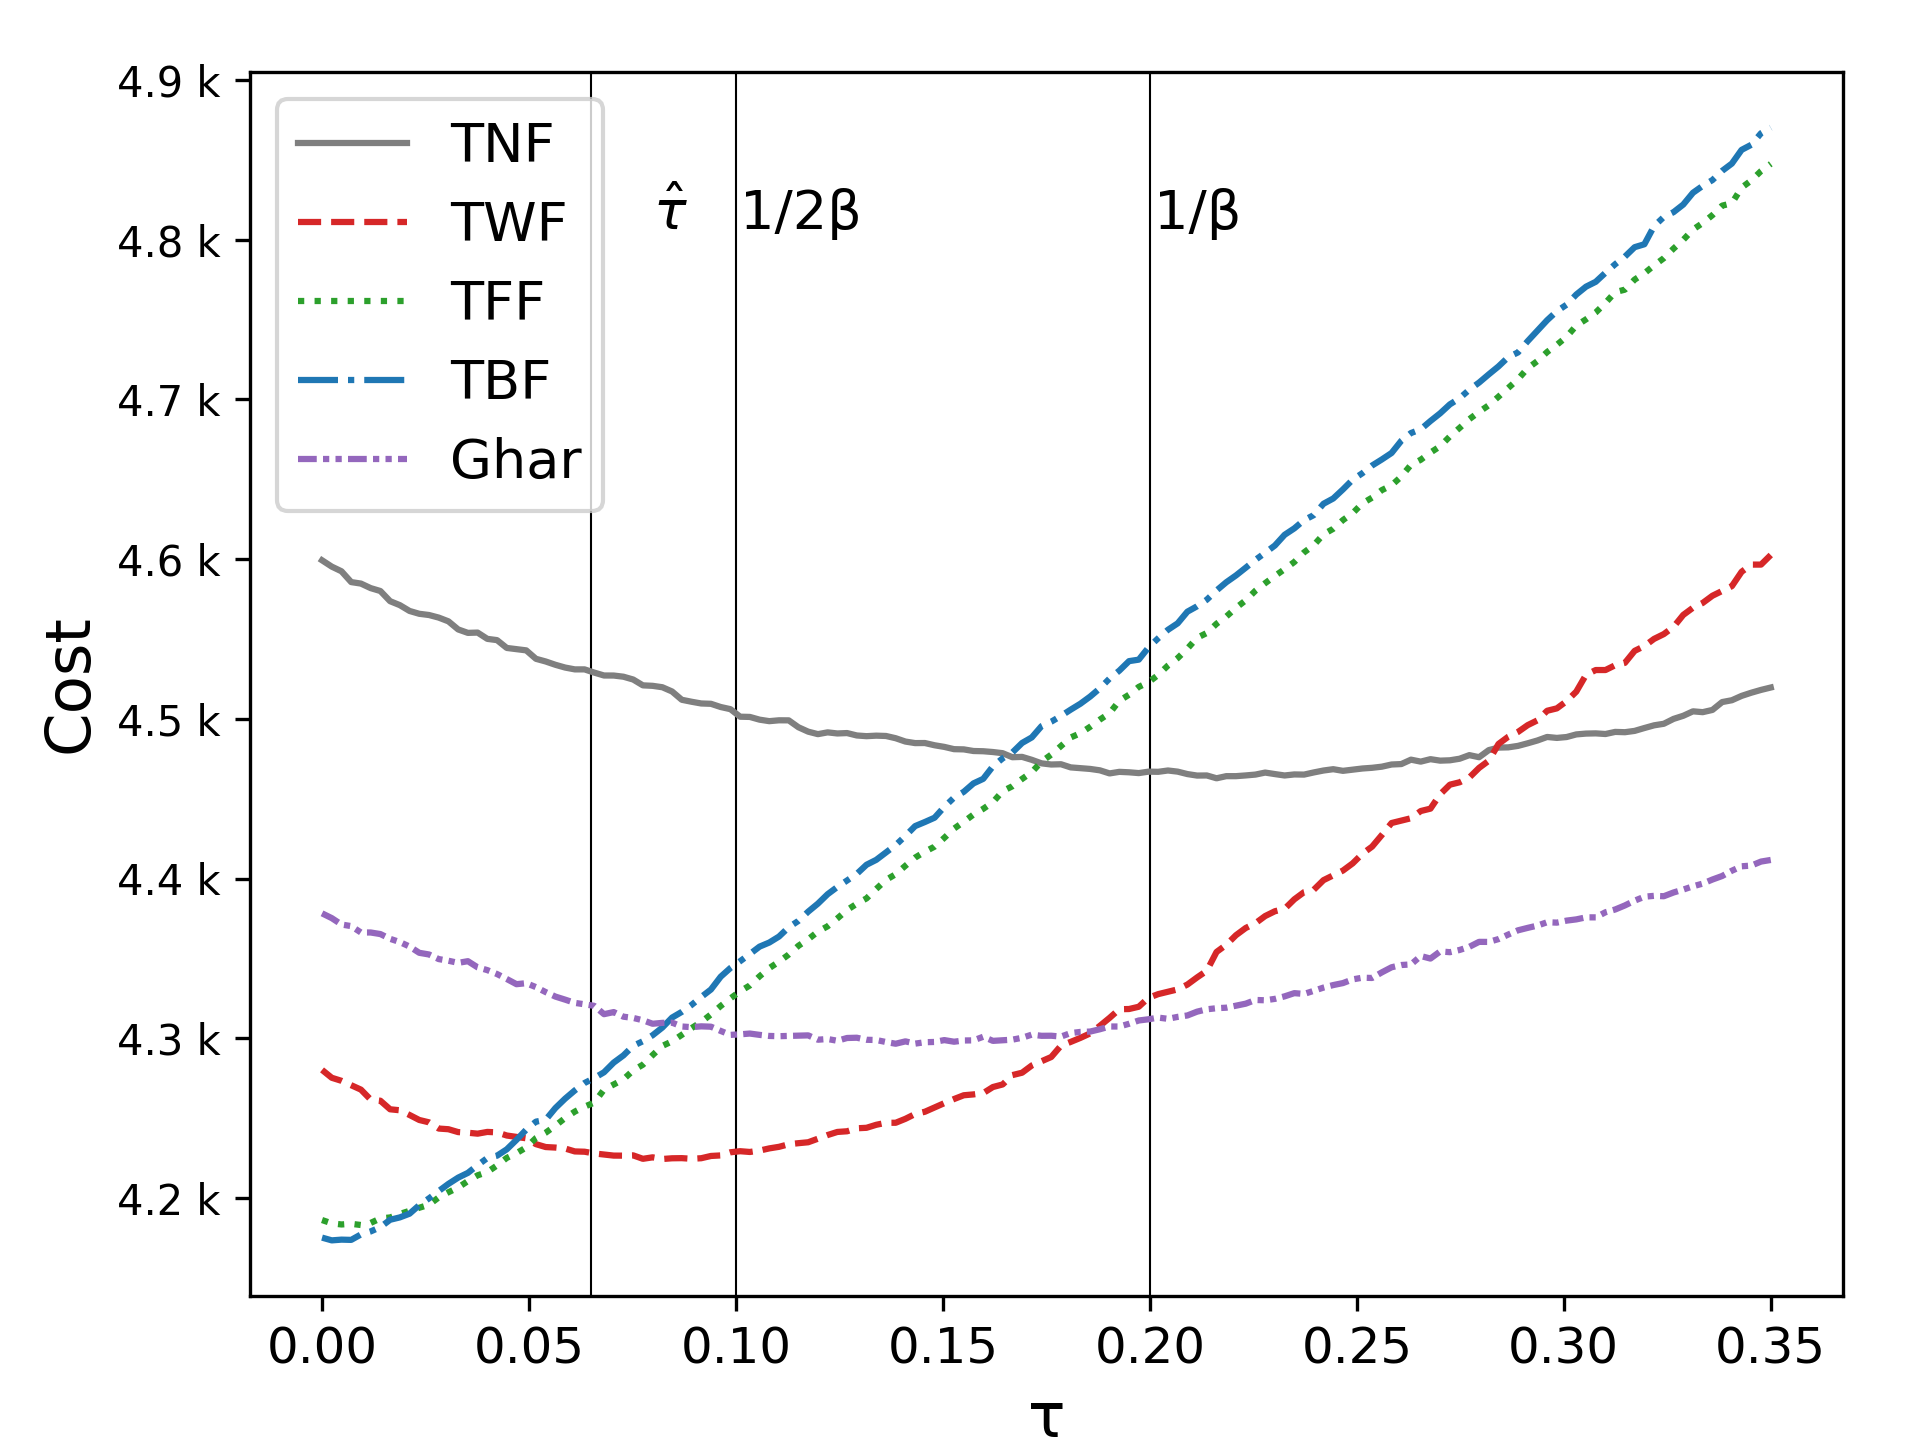 4.9 k
4.8 k
4.7 k
4.6 k
4.5 k
4.4 k
4.3 k
4.2 k
Cost
TNF
TWF
TFF
TBF
Ghar
τ̂
1/2β
1/β
0.00 0.05 0.10 0.15 0.20 0.25 0.30 0.35
τ